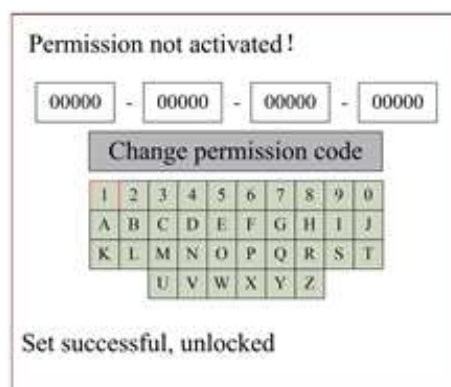 Permission not activated!
00000 - 00000 - 00000 - 00000
Change permission code
1 2 3 4 5 6 7 8 9 0
A B C D E F G H I J
K L M N O P Q R S T
U V W X Y Z
Set successful, unlocked